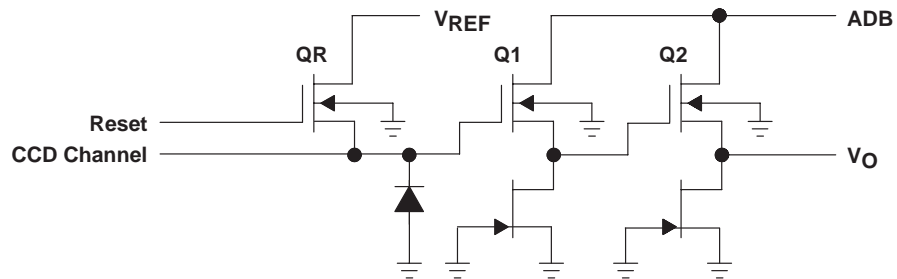 VREF
ADB
QR
Q1
Q2
Reset
CCD Channel
VO